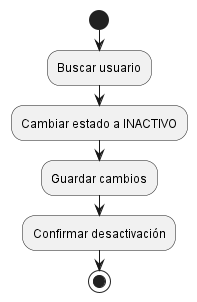 Buscar usuario
Cambiar estado a INACTIVO
Guardar cambios
Confirmar desactivación